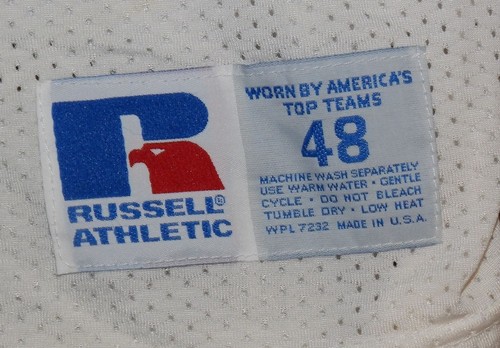 R
RUSSELL®
ATHLETIC
WORN BY AMERICA'S
TOP TEAMS
48
MACHINE WASH SEPARATELY
USE WARM WATER • GENTLE
CYCLE • DO NOT BLEACH
TUMBLE DRY • LOW HEAT
WPL 7232 MADE IN U.S.A.